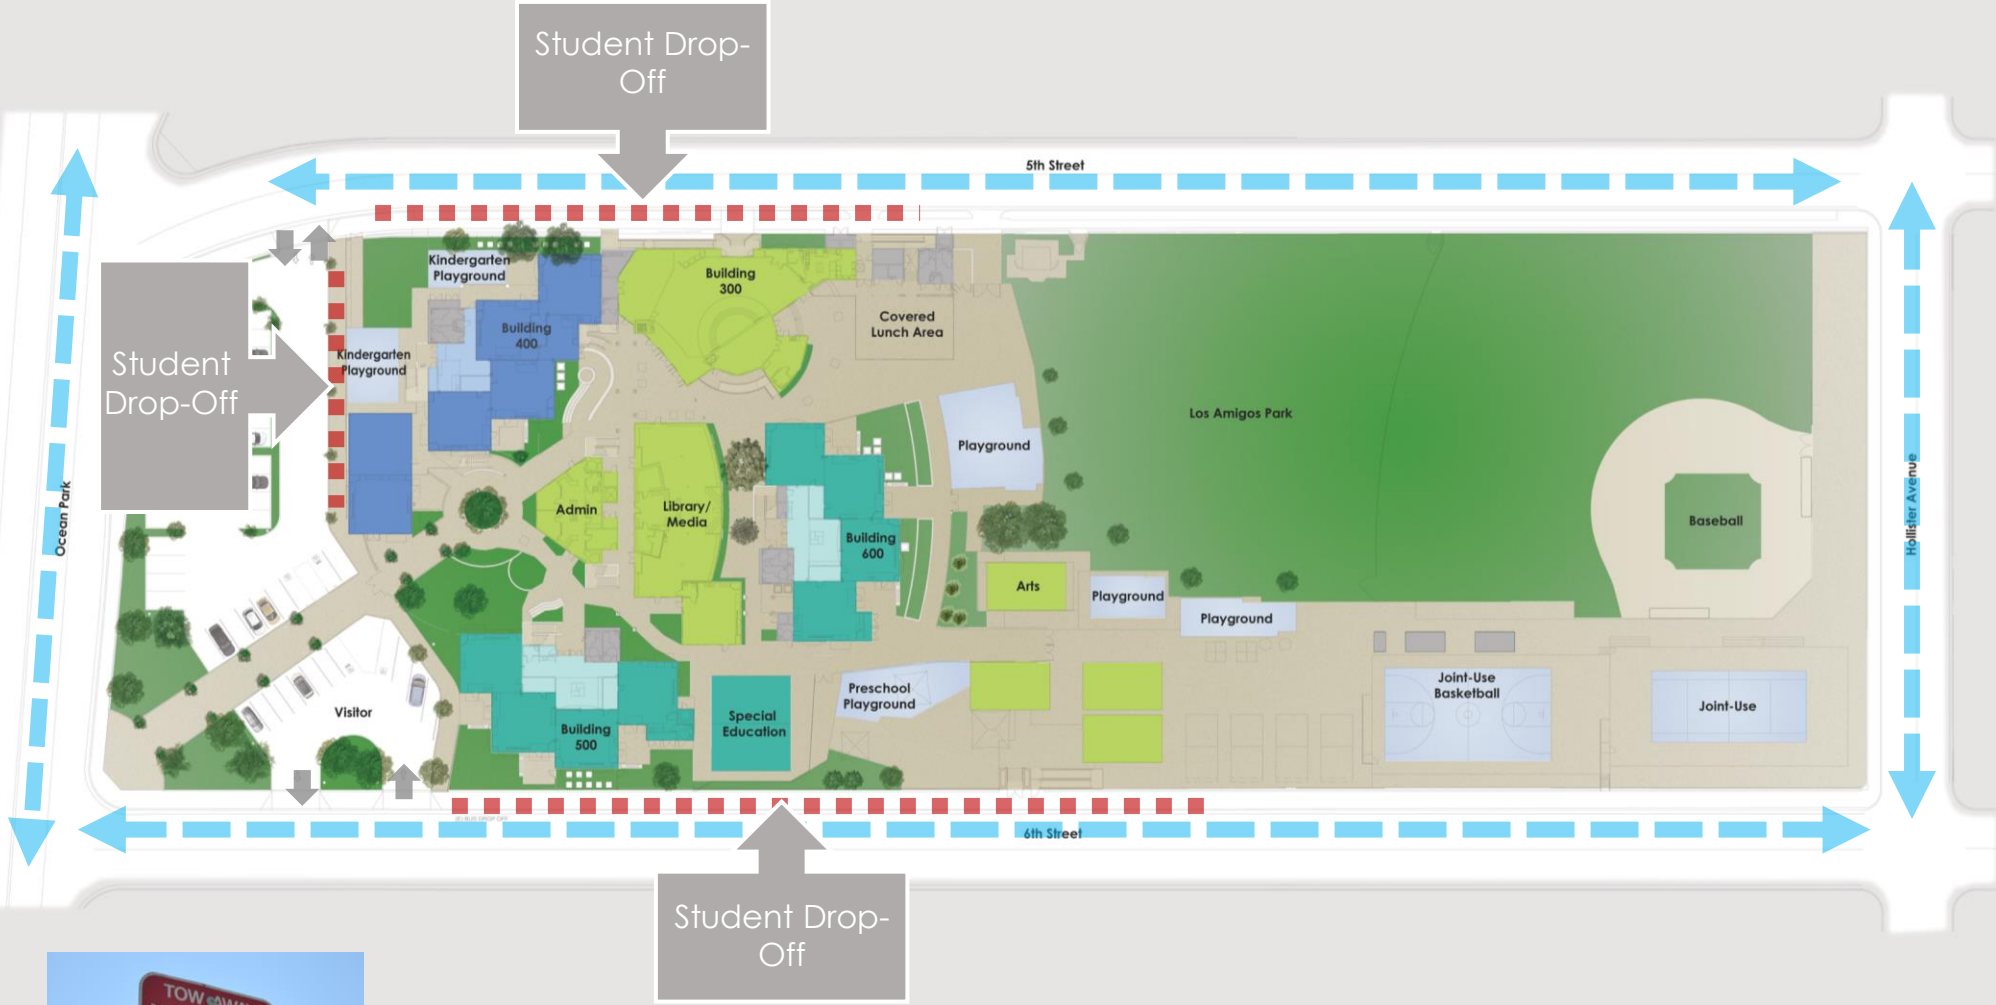 Student Drop-
Off
5th Street
Student
Drop-Off
Kindergarten
Playground
Building
300
Building
400
Covered
Lunch Area
Kindergarten
Playground
Los Amigos Park
Playground
Ocean Park
Admin
Library/
Media
Building
600
Baseball
Hollister Avenue
Arts
Playground
Playground
Visitor
Building
500
Special
Education
Preschool
Playground
Joint-Use
Basketball
Joint-Use
6th Street
Student Drop-
Off
TOW